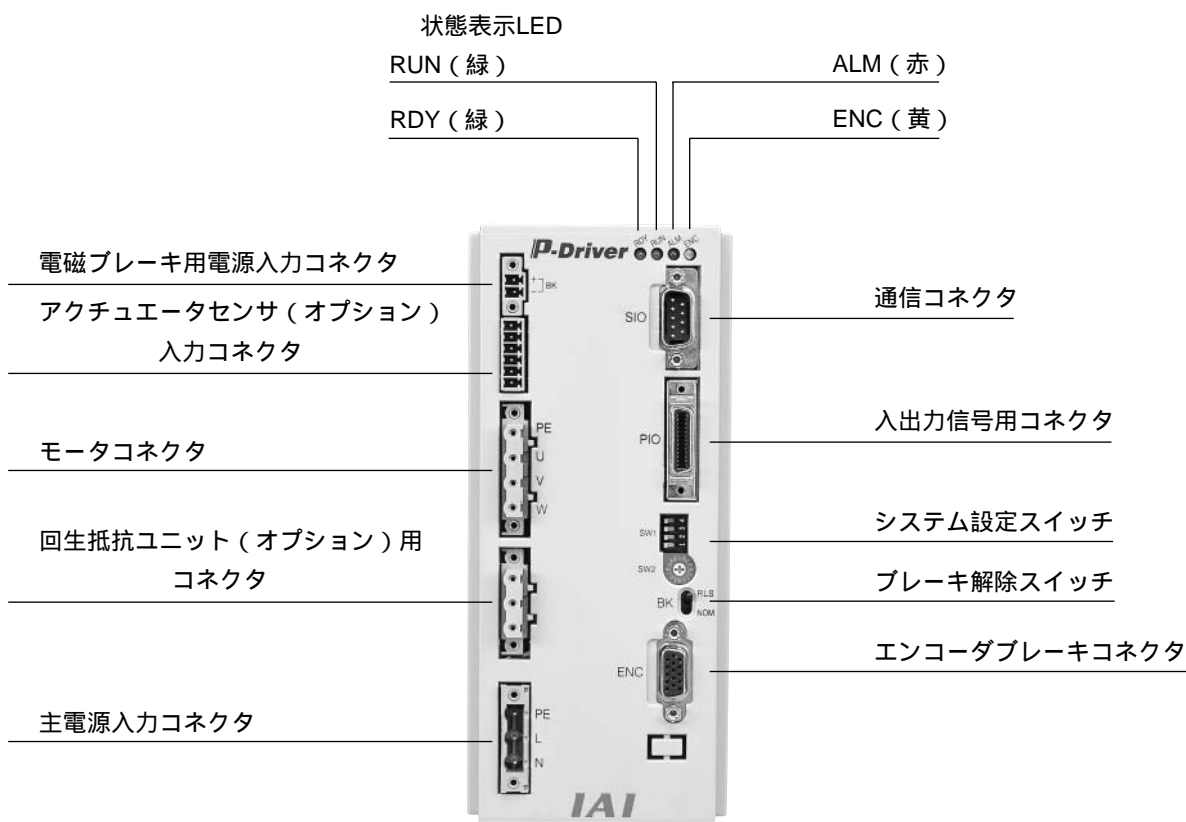 状態表示LED
RUN（緑）
ALM（赤）
RDY（緑）
ENC（黄）
P-Driver
RDY RUN ALM ENC
電磁ブレーキ用電源入力コネクタ
アクチュエータセンサ（オプション）
入力コネクタ
モータコネクタ
回生抵抗ユニット（オプション）用
コネクタ
主電源入力コネクタ
+
BK
PE
U
V
W
PE
L
N
SIO
PIO
SW1
1 2 3 4
SW2
BK
RLS
NOM
ENC
通信コネクタ
入出力信号用コネクタ
システム設定スイッチ
ブレーキ解除スイッチ
エンコーダブレーキコネクタ
IAI